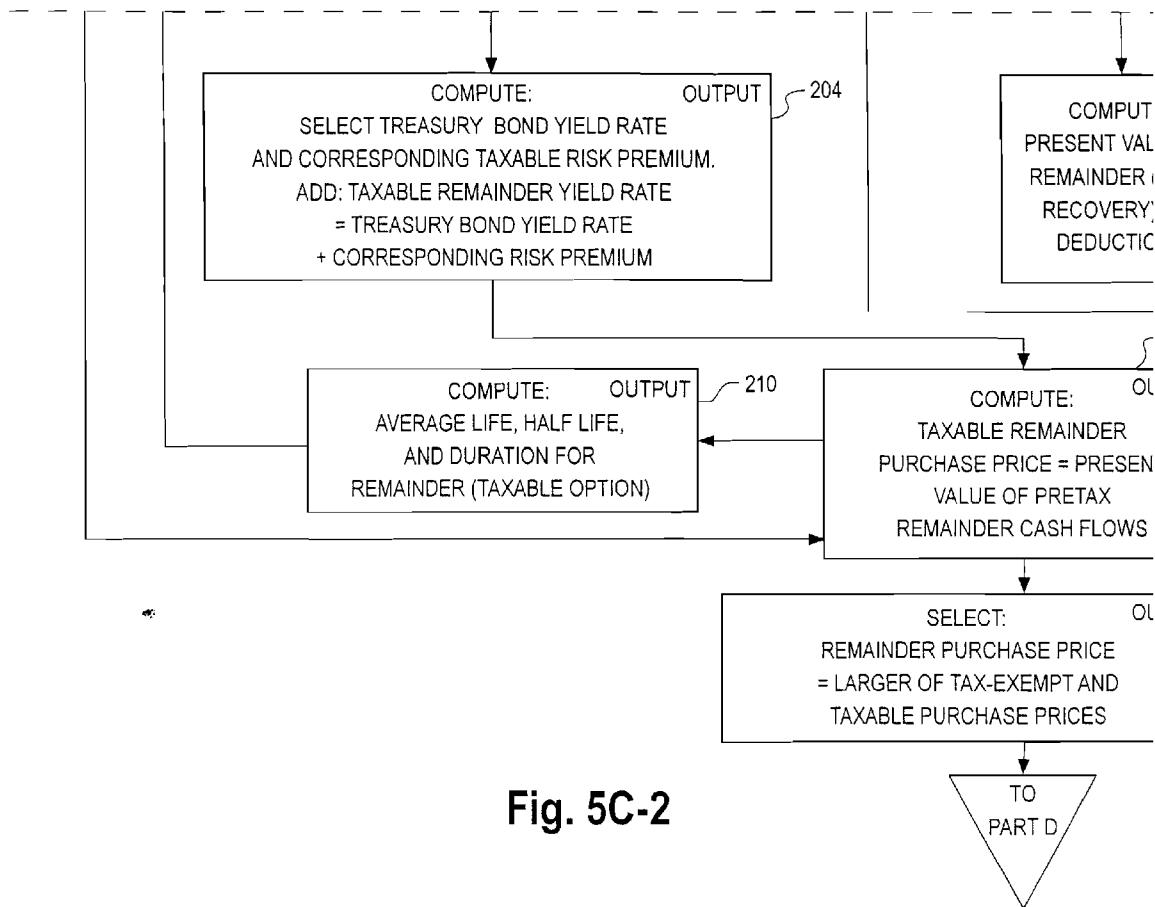 COMPUTE: OUTPUT 204
SELECT TREASURY BOND YIELD RATE
AND CORRESPONDING TAXABLE RISK PREMIUM.
ADD: TAXABLE REMAINDER YIELD RATE
= TREASURY BOND YIELD RATE
+ CORRESPONDING RISK PREMIUM
COMPUT
PRESENT VAL
REMAINDER (
RECOVERY)
DEDUCTIO
COMPUTE: OUTPUT 210
AVERAGE LIFE, HALF LIFE,
AND DURATION FOR
REMAINDER (TAXABLE OPTION)
OU
COMPUTE:
TAXABLE REMAINDER
PURCHASE PRICE = PRESEN
VALUE OF PRETAX
REMAINDER CASH FLOWS
SELECT: OU
REMAINDER PURCHASE PRICE
= LARGER OF TAX-EXEMPT AND
TAXABLE PURCHASE PRICES
TO
PART D
Fig. 5C-2